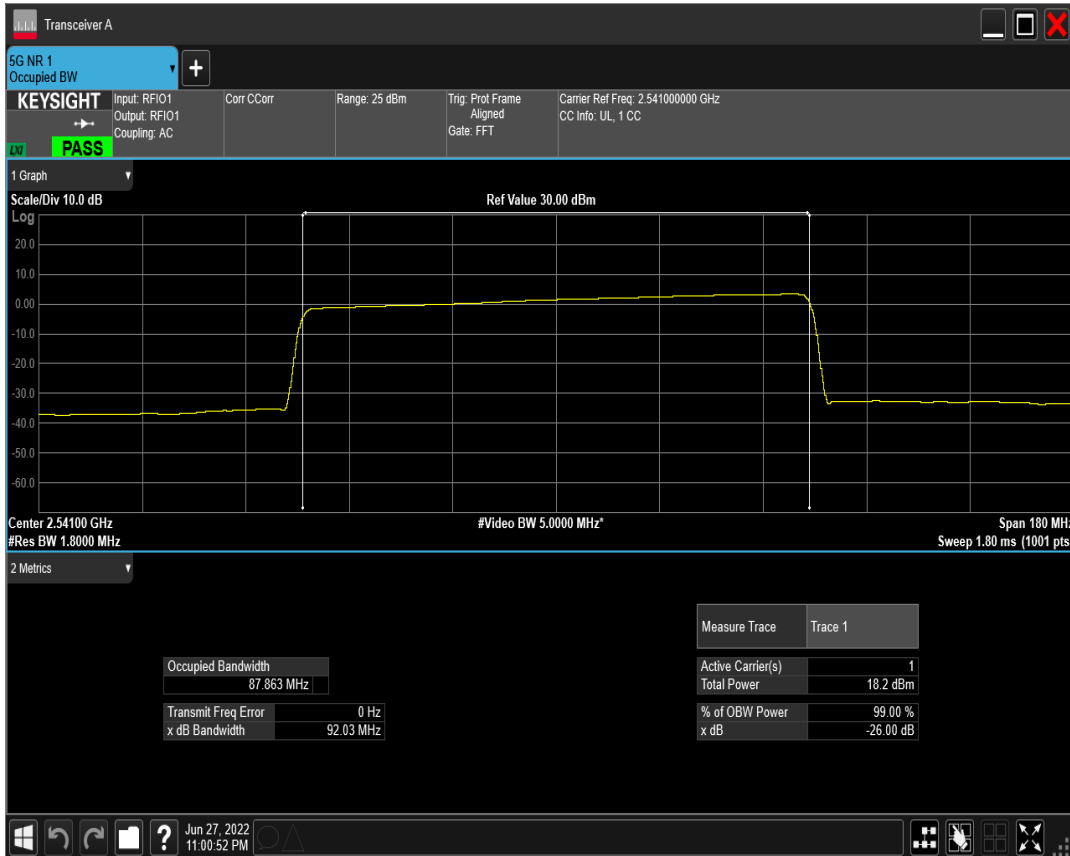 Transceiver A
5G NR 1
Occupied BW
KEYSIGHT
LXI
PASS
Input: RFIO1
Output: RFIO1
Coupling: AC
Corr CCorr
Range: 25 dBm
Trig: Prot Frame
Aligned
Gate: FFT
Carrier Ref Freq: 2.541000000 GHz
CC Info: UL, 1 CC
1 Graph
Scale/Div 10.0 dB
Ref Value 30.00 dBm
Log
20.0
10.0
0.00
-10.0
-20.0
-30.0
-40.0
-50.0
-60.0
Center 2.54100 GHz
#Video BW 5.0000 MHz*
Span 180 MHz
#Res BW 1.8000 MHz
Sweep 1.80 ms (1001 pts
2 Metrics
Measure Trace Trace 1
Occupied Bandwidth
87.863 MHz
Active Carrier(s) 1
Total Power 18.2 dBm
Transmit Freq Error 0 Hz
x dB Bandwidth 92.03 MHz
% of OBW Power 99.00 %
x dB -26.00 dB
?
Jun 27, 2022
11:00:52 PM